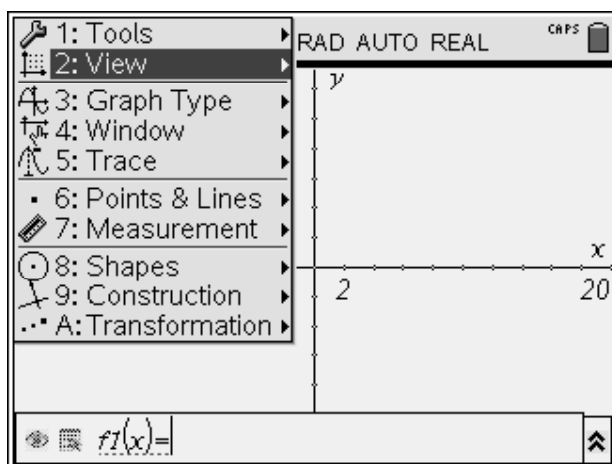 1: Tools
RAD AUTO REAL
CAPS
2: View
y
3: Graph Type
4: Window
5: Trace
6: Points & Lines
7: Measurement
x
8: Shapes
9: Construction
2
20
A: Transformation
f1(x)=